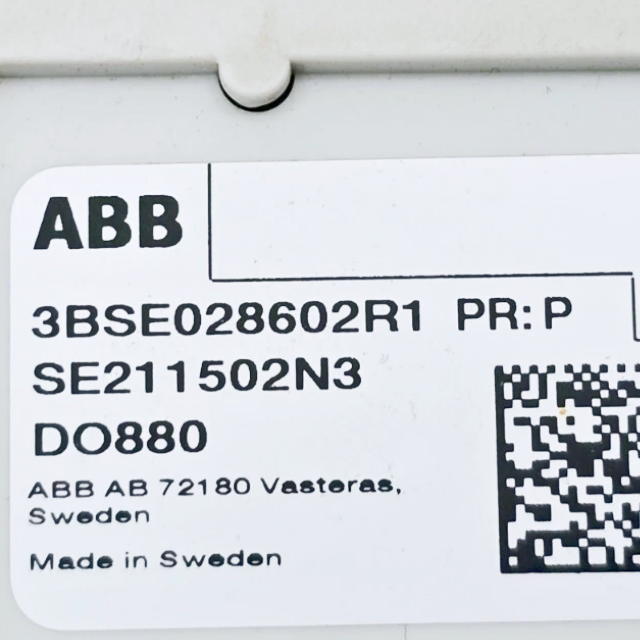 ABB
3BSE028602R1 PR: P
SE211502N3
DO880
ABB AB 72180 Vasteras,
Sweden
Made in Sweden